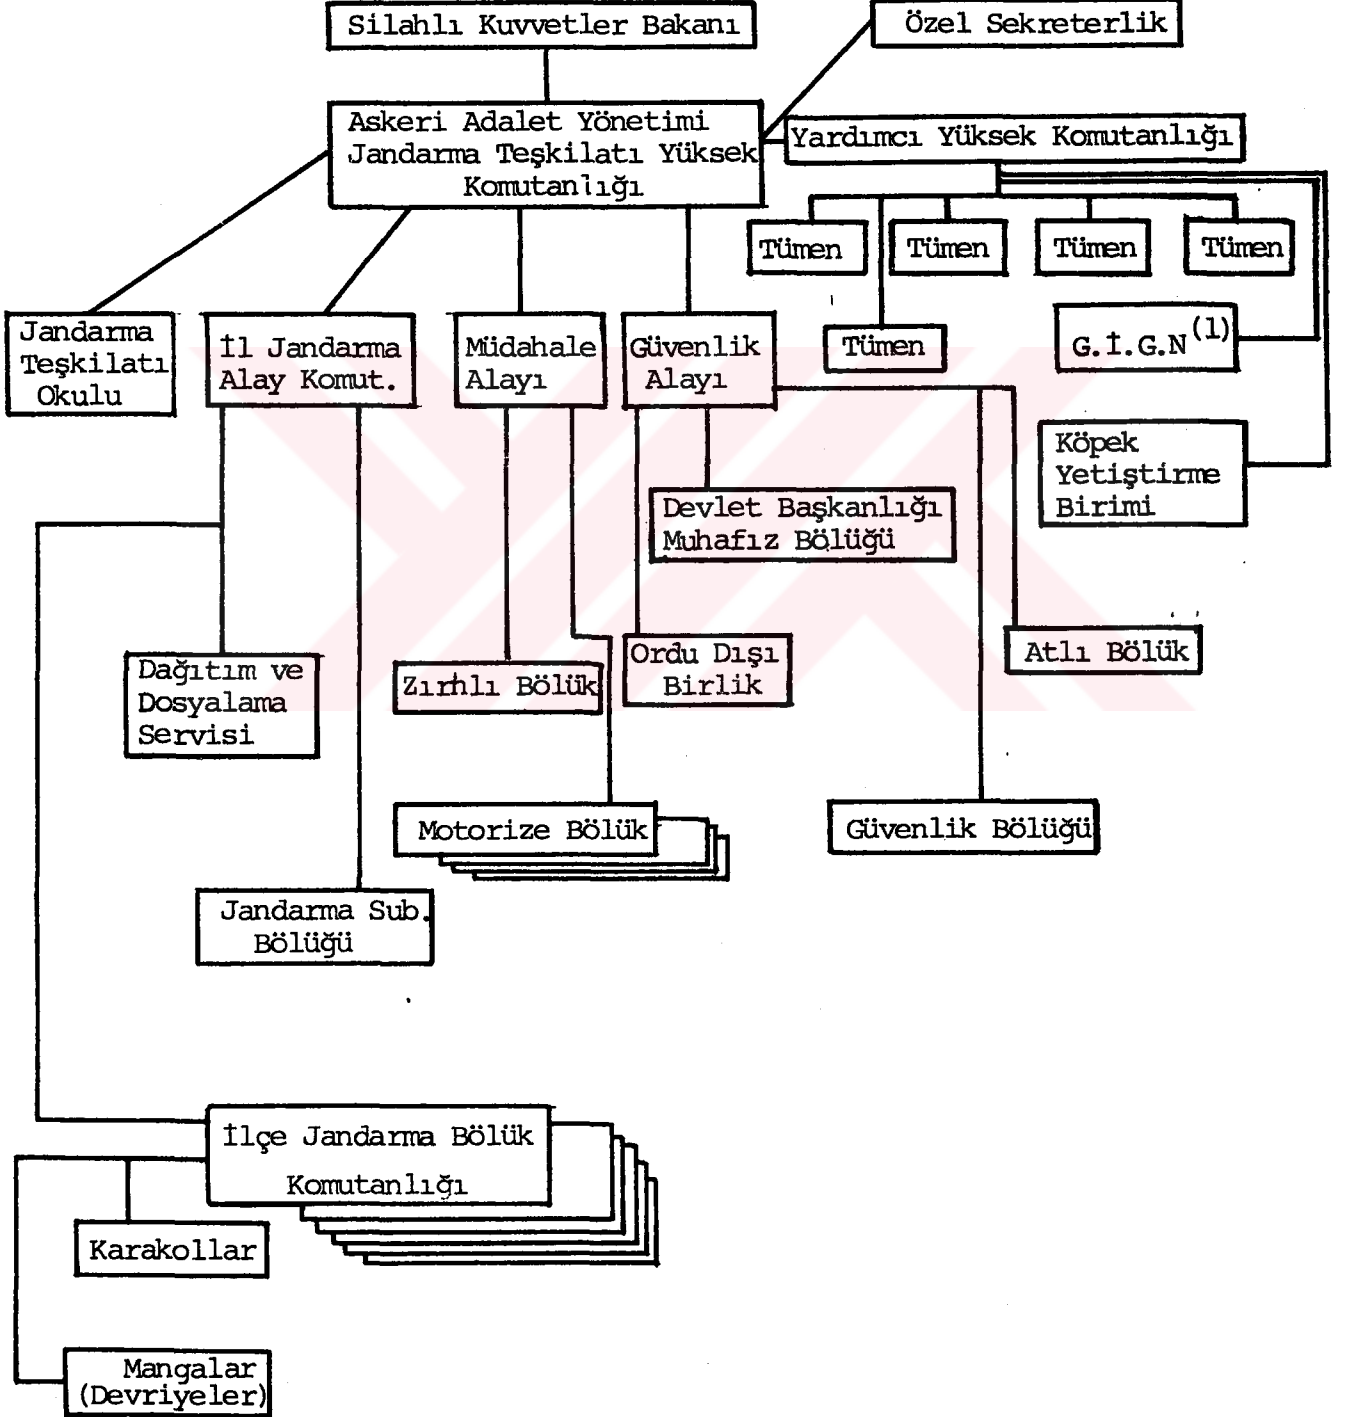 Silahlı Kuvvetler Bakanı
Özel Sekreterlik
Askeri Adalet Yönetimi
Jandarma Teşkilatı Yüksek
Komutanlığı
Yardımcı Yüksek Komutanlığı
Tümen
Tümen
Tümen
Tümen
Tümen
G.İ.G.N(1)
Jandarma
Teşkilatı
Okulu
İl Jandarma
Alay Komut.
Müdahale
Alayı
Güvenlik
Alayı
Köpek
Yetiştirme
Birimi
Devlet Başkanlığı
Muhafız Bölüğü
Ordu Dışı
Birlik
Atlı Bölük
Dağıtım ve
Dosyalama
Servisi
Zırhlı Bölük
Motorize Bölük
Güvenlik Bölüğü
Jandarma Sub.
Bölüğü
İlçe Jandarma Bölük
Komutanlığı
Karakollar
Mangalar
(Devriyeler)